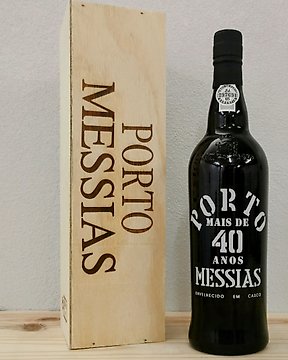 PORTO
MESSIAS
PORTO
MAIS DE
40
ANOS
MESSIAS
ENVELHECIDO EM CASCO